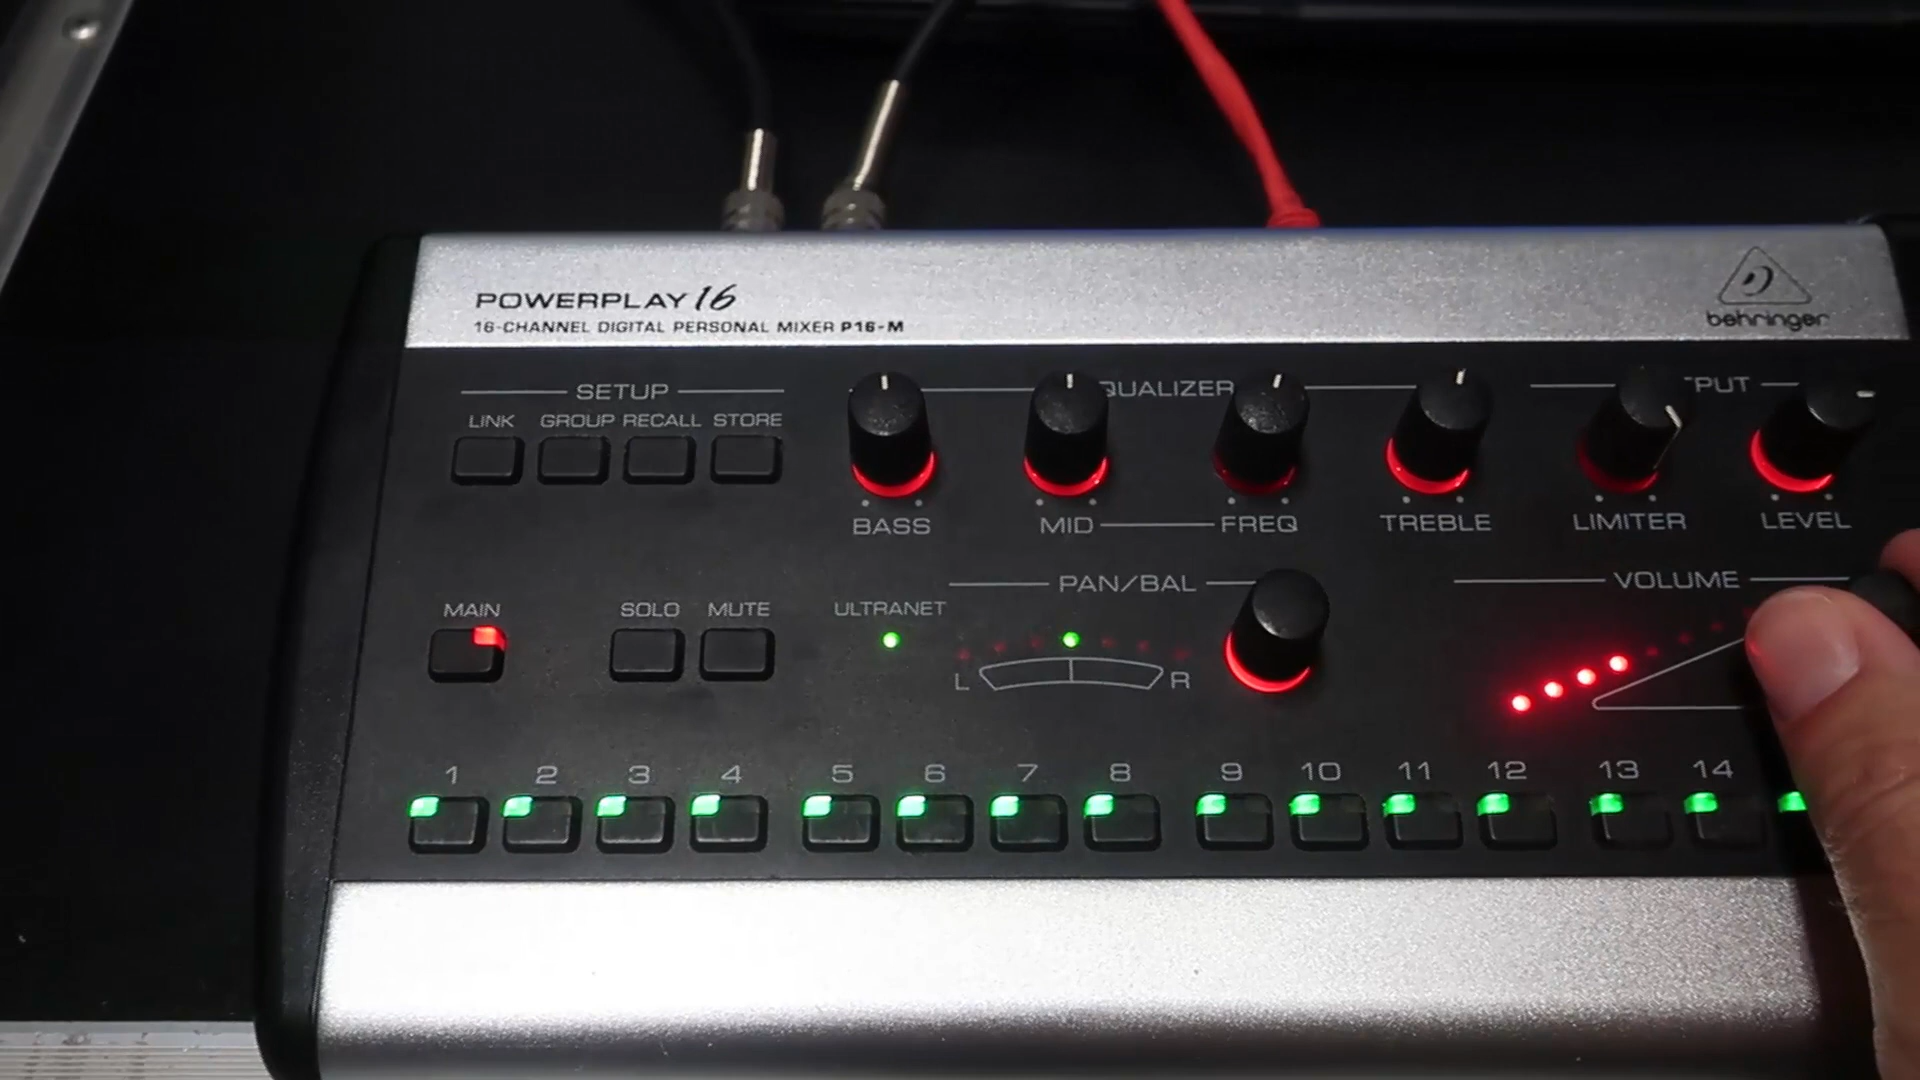 POWERPLAY 16
16-CHANNEL DIGITAL PERSONAL MIXER P16-M
behringer
SETUP
QUALIZER
PUT
LINK GROUP RECALL STORE
BASS MID FREQ TREBLE LIMITER LEVEL
PAN/BAL
VOLUME
MAIN SOLO MUTE ULTRANET
L R
1 2 3 4 5 6 7 8 9 10 11 12 13 14